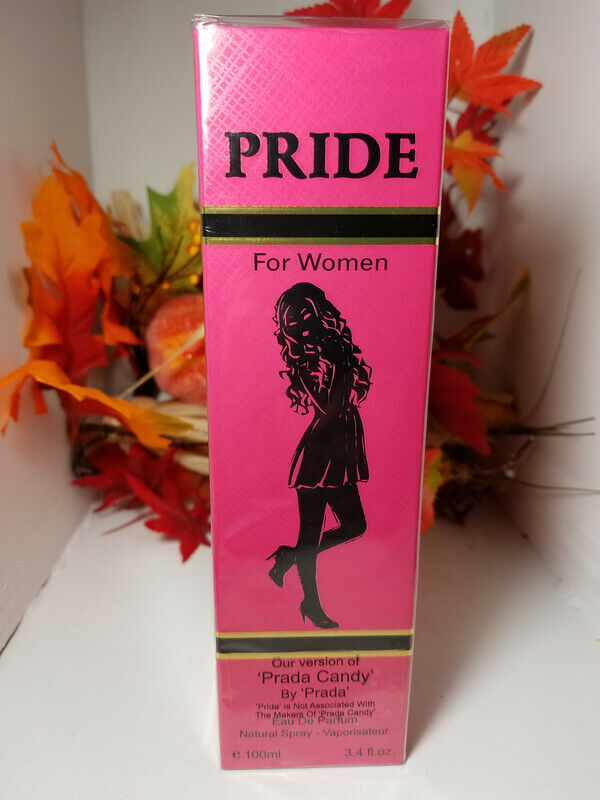 PRIDE
For Women
Our version of
'Prada Candy'
By 'Prada'
'Pride' is Not Associated With
The Makers Of 'Prada Candy'
Eau De Parfum
Natural Spray - Vaporisateur
e 100ml 3.4 fl.oz.